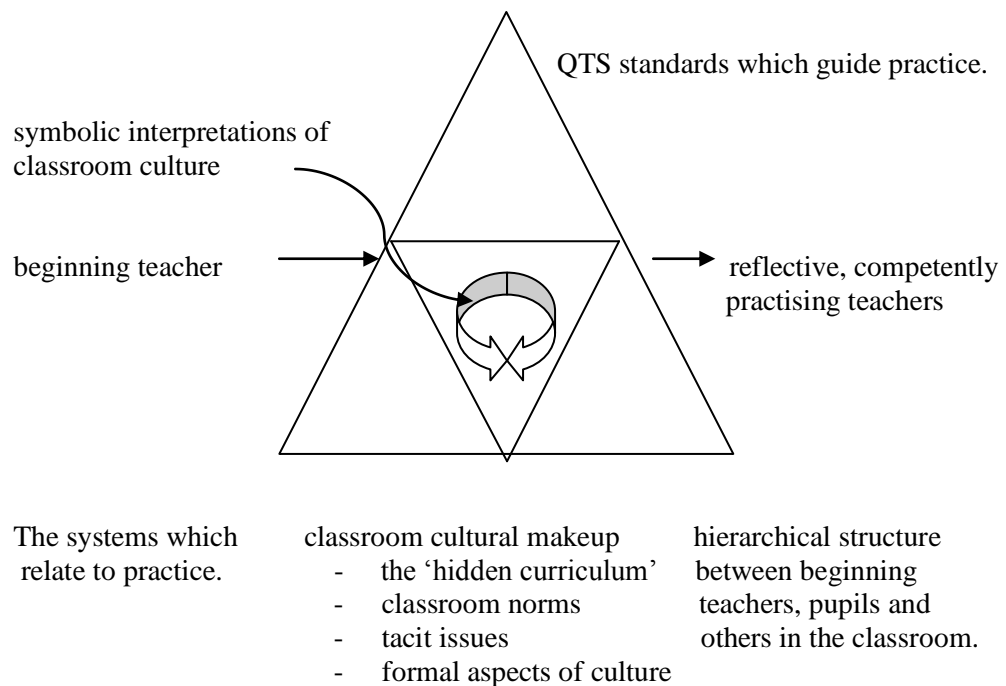 QTS standards which guide practice.
symbolic interpretations of
classroom culture
beginning teacher
reflective, competently
practising teachers
The systems which
relate to practice.
classroom cultural makeup
- the ‘hidden curriculum’
- classroom norms
- tacit issues
- formal aspects of culture
hierarchical structure
between beginning
teachers, pupils and
others in the classroom.